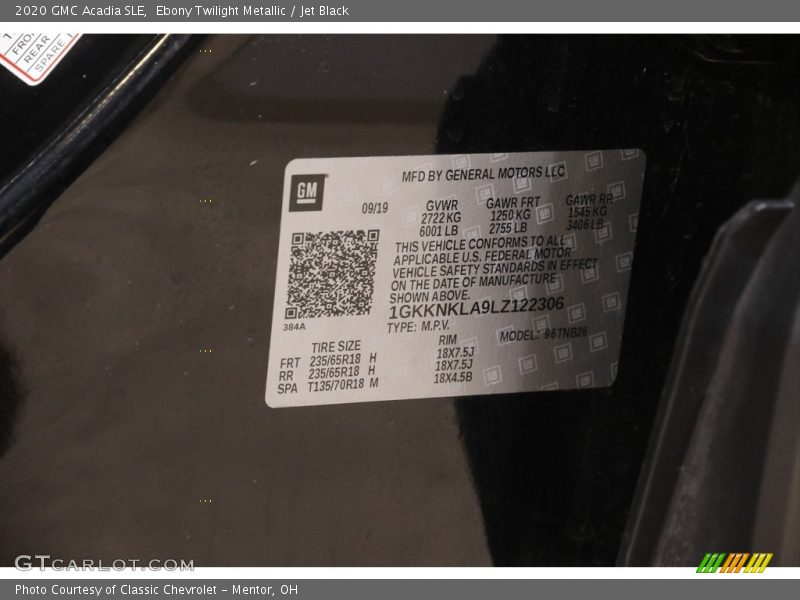 2020 GMC Acadia SLE, Ebony Twilight Metallic / Jet Black
FRO
REAR
SPARE
GM
MFD BY GENERAL MOTORS LLC
09/19
GVWR GAWR FRT GAWR RR
2722 KG 1250 KG 1545 KG
6001 LB 2755 LB 3406 LB
THIS VEHICLE CONFORMS TO ALL
APPLICABLE U.S. FEDERAL MOTOR
VEHICLE SAFETY STANDARDS IN EFFECT
ON THE DATE OF MANUFACTURE
SHOWN ABOVE.
384A
1GKKNKLA9LZ122306
TYPE: M.P.V. MODEL: 96TNB26
TIRE SIZE RIM
FRT 235/65R18 H 18X7.5J
RR 235/65R18 H 18X7.5J
SPA T135/70R18 M 18X4.5B
GTCARLOT.COM
Photo Courtesy of Classic Chevrolet - Mentor, OH